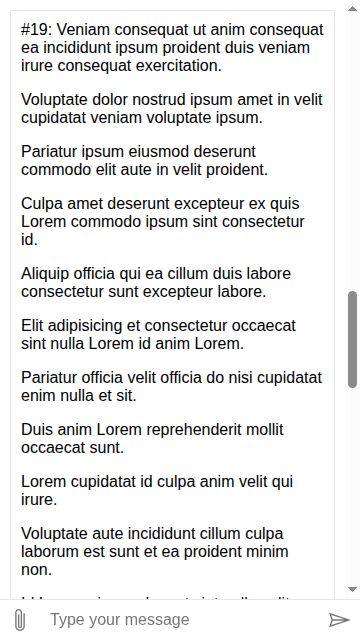 #19: Veniam consequat ut anim consequat
ea incididunt ipsum proident duis veniam
irure consequat exercitation.
Voluptate dolor nostrud ipsum amet in velit
cupidatat veniam voluptate ipsum.
Pariatur ipsum eiusmod deserunt
commodo elit aute in velit proident.
Culpa amet deserunt excepteur ex quis
Lorem commodo ipsum sint consectetur
id.
Aliquip officia qui ea cillum duis labore
consectetur sunt excepteur labore.
Elit adipisicing et consectetur occaecat
sint nulla Lorem id anim Lorem.
Pariatur officia velit officia do nisi cupidatat
enim nulla et sit.
Duis anim Lorem reprehenderit mollit
occaecat sunt.
Lorem cupidatat id culpa anim velit qui
irure.
Voluptate aute incididunt cillum culpa
laborum est sunt et ea proident minim
non.
Type your message